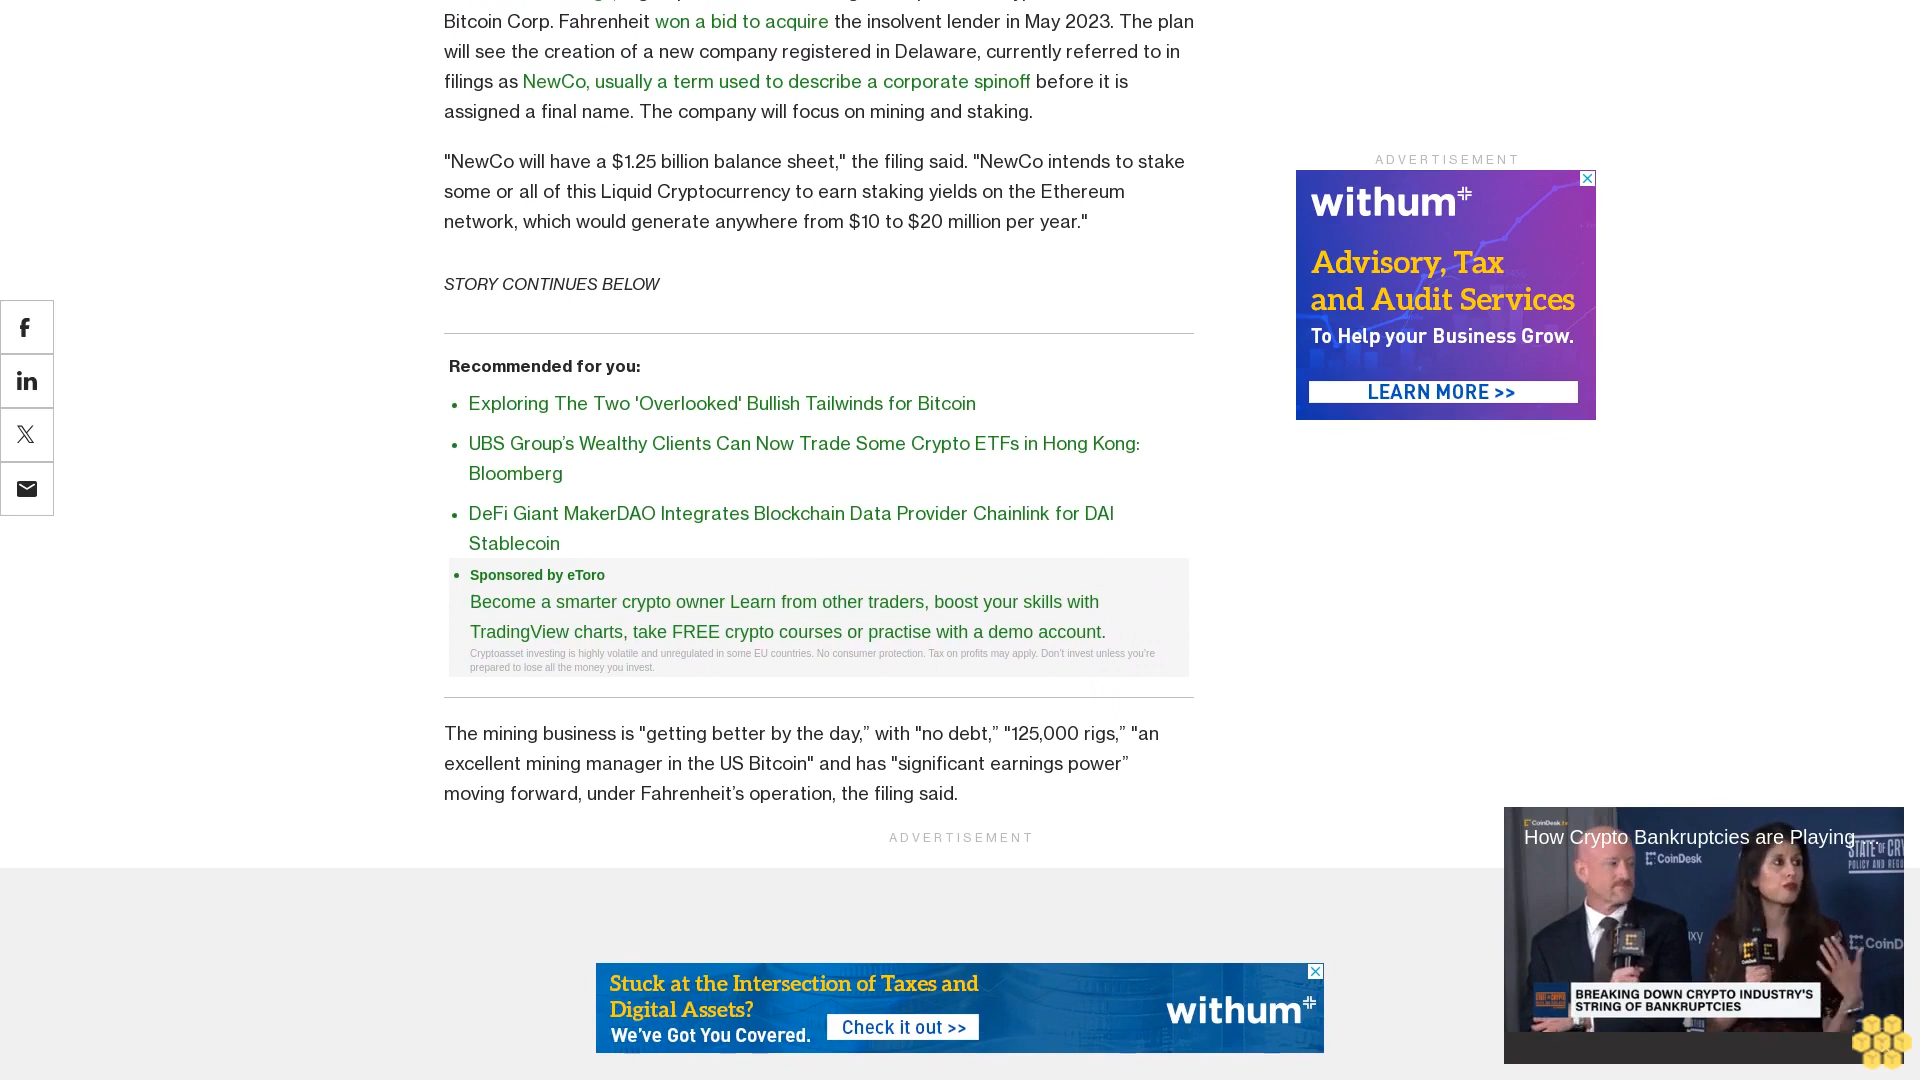 Bitcoin Corp. Fahrenheit won a bid to acquire the insolvent lender in May 2023. The plan
will see the creation of a new company registered in Delaware, currently referred to in
filings as NewCo, usually a term used to describe a corporate spinoff before it is
assigned a final name. The company will focus on mining and staking.
"NewCo will have a $1.25 billion balance sheet," the filing said. "NewCo intends to stake
some or all of this Liquid Cryptocurrency to earn staking yields on the Ethereum
network, which would generate anywhere from $10 to $20 million per year."
STORY CONTINUES BELOW
Recommended for you:
• Exploring The Two 'Overlooked' Bullish Tailwinds for Bitcoin
• UBS Group’s Wealthy Clients Can Now Trade Some Crypto ETFs in Hong Kong:
Bloomberg
• DeFi Giant MakerDAO Integrates Blockchain Data Provider Chainlink for DAI
Stablecoin
• Sponsored by eToro
Become a smarter crypto owner Learn from other traders, boost your skills with
TradingView charts, take FREE crypto courses or practise with a demo account.
Cryptoasset investing is highly volatile and unregulated in some EU countries. No consumer protection. Tax on profits may apply. Don’t invest unless you’re
prepared to lose all the money you invest.
The mining business is "getting better by the day,” with "no debt,” "125,000 rigs,” "an
excellent mining manager in the US Bitcoin" and has "significant earnings power”
moving forward, under Fahrenheit’s operation, the filing said.
ADVERTISEMENT
withum
Advisory, Tax
and Audit Services
To Help your Business Grow.
LEARN MORE >>
ADVERTISEMENT
Stuck at the Intersection of Taxes and
Digital Assets?
We’ve Got You Covered.
Check it out >>
withum
CoinDesk.tv
How Crypto Bankruptcies are Playing ...
CoinDesk
STATE OF CRY
POLICY AND REGU
CoinD
BREAKING DOWN CRYPTO INDUSTRY'S
STRING OF BANKRUPTCIES